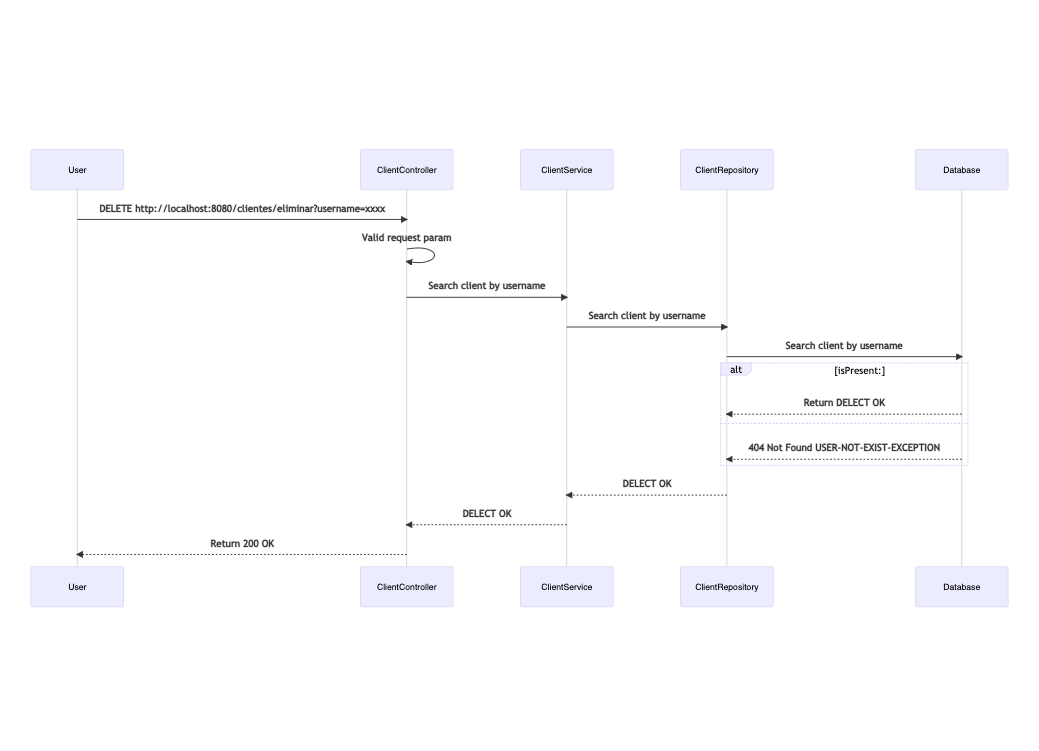 User
ClientController
ClientService
ClientRepository
Database
DELETE http://localhost:8080/clientes/eliminar?username=xxxx
Valid request param
Search client by username
Search client by username
Search client by username
alt
[isPresent:]
Return DELECT OK
404 Not Found USER-NOT-EXIST-EXCEPTION
DELECT OK
DELECT OK
Return 200 OK
User
ClientController
ClientService
ClientRepository
Database